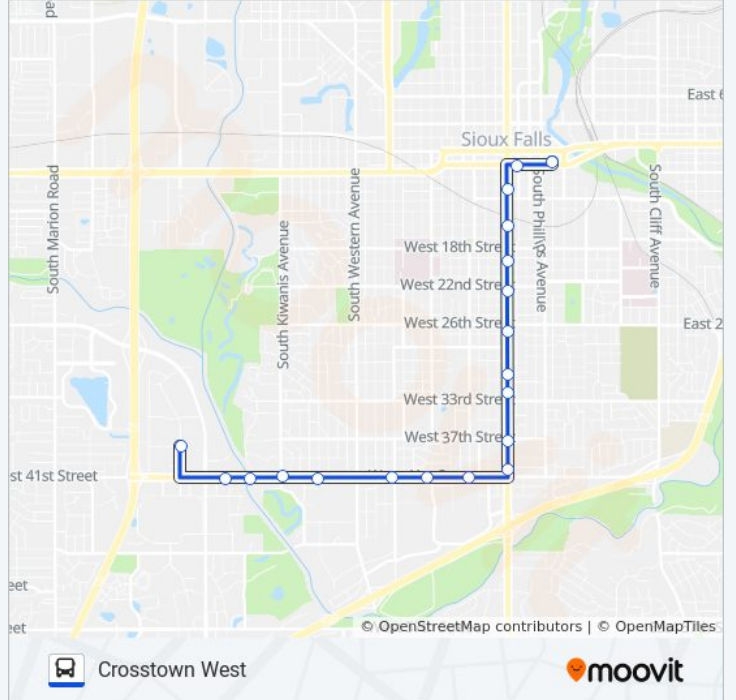 Sioux Falls
East 6
South Marion Road
South Kiwanis Avenue
South Western Avenue
South Phillips Avenue
South Cliff Avenue
West 18th Stre
West 22nd Stre
West 26th Stre
East 2
West 33rd Stre
West 37th Stre
st 41st Street
eet
eet
© OpenStreetMap contributors | © OpenMapTiles
Crosstown West
moovit